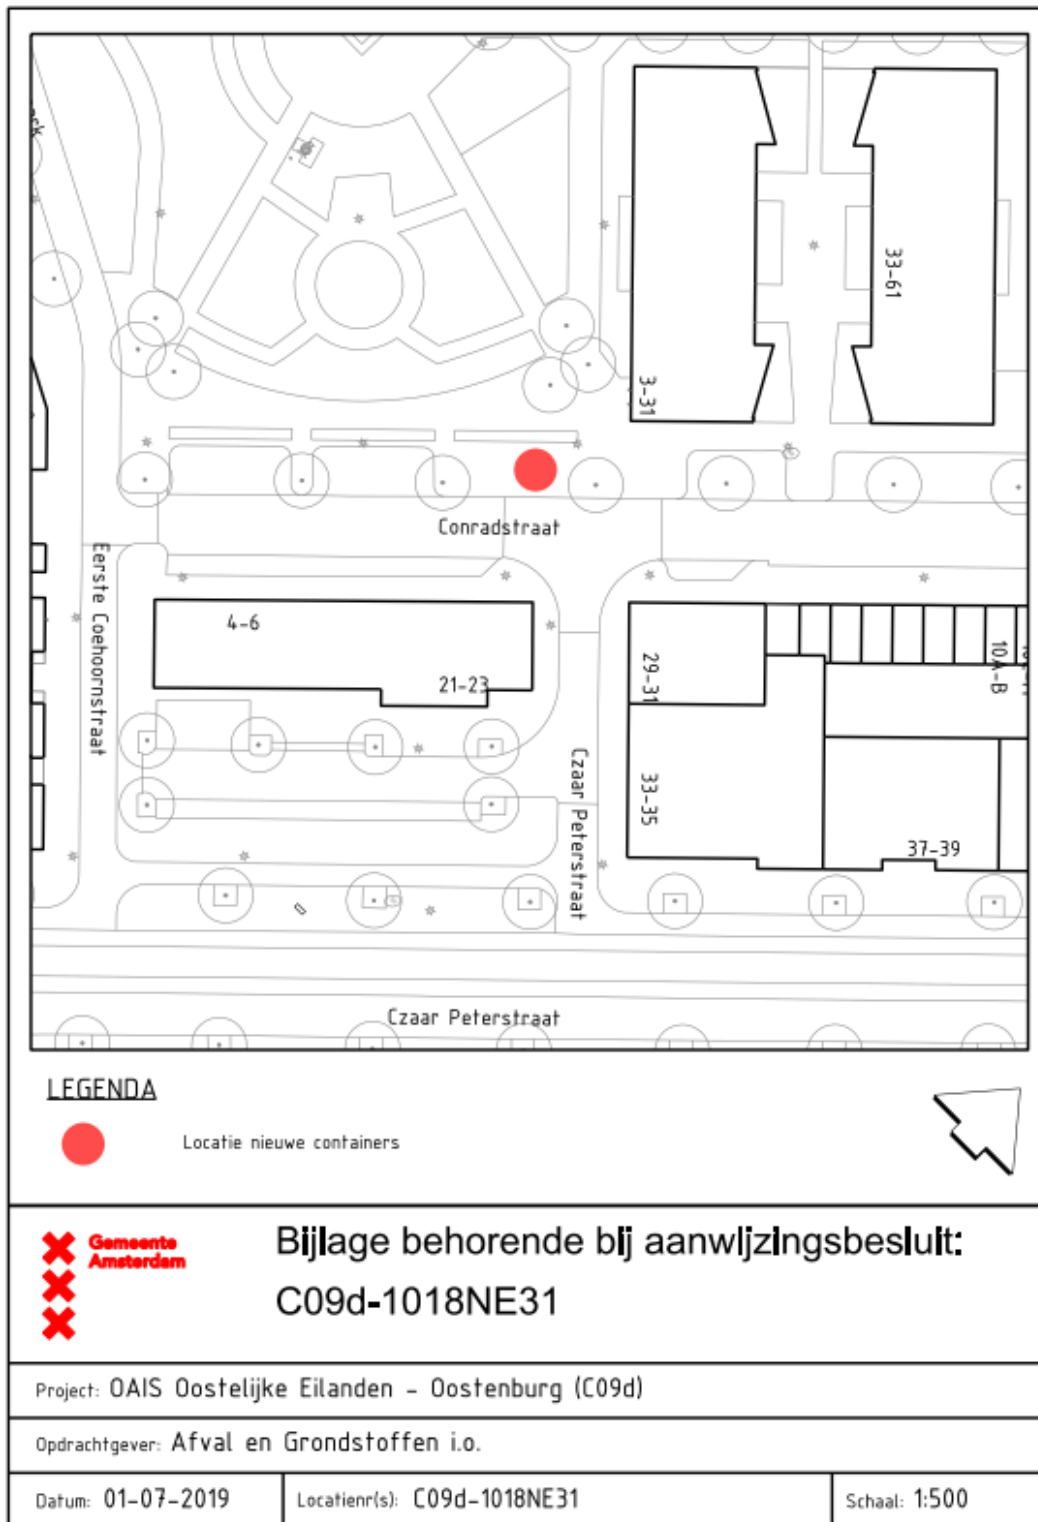 33-61
3-31
Conradstraat
Eerste Coehoornstraat
4-6
21-23
29-31
10A-B
Czaar Peterstraat
33-35
37-39
Czaar Peterstraat
LEGENDA
Locatie nieuwe containers
Gemeente
Amsterdam
Bijlage behorende bij aanwijzingsbesluit:
C09d-1018NE31
Project: OAIS Oostelijke Eilanden - Oostenburg (C09d)
Opdrachtgever: Afval en Grondstoffen i.o.
Datum: 01-07-2019
Locatienr(s): C09d-1018NE31
Schaal: 1:500